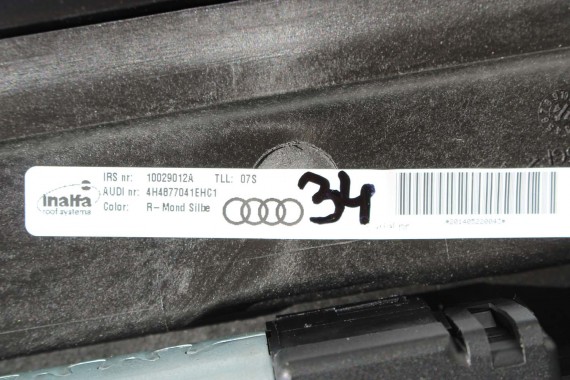 IRS nr: 10029012A TLL: 07S
AUDI nr: 4H4877041EHC1
Color: R-Mond Silbe
inalfa
roof systems
34